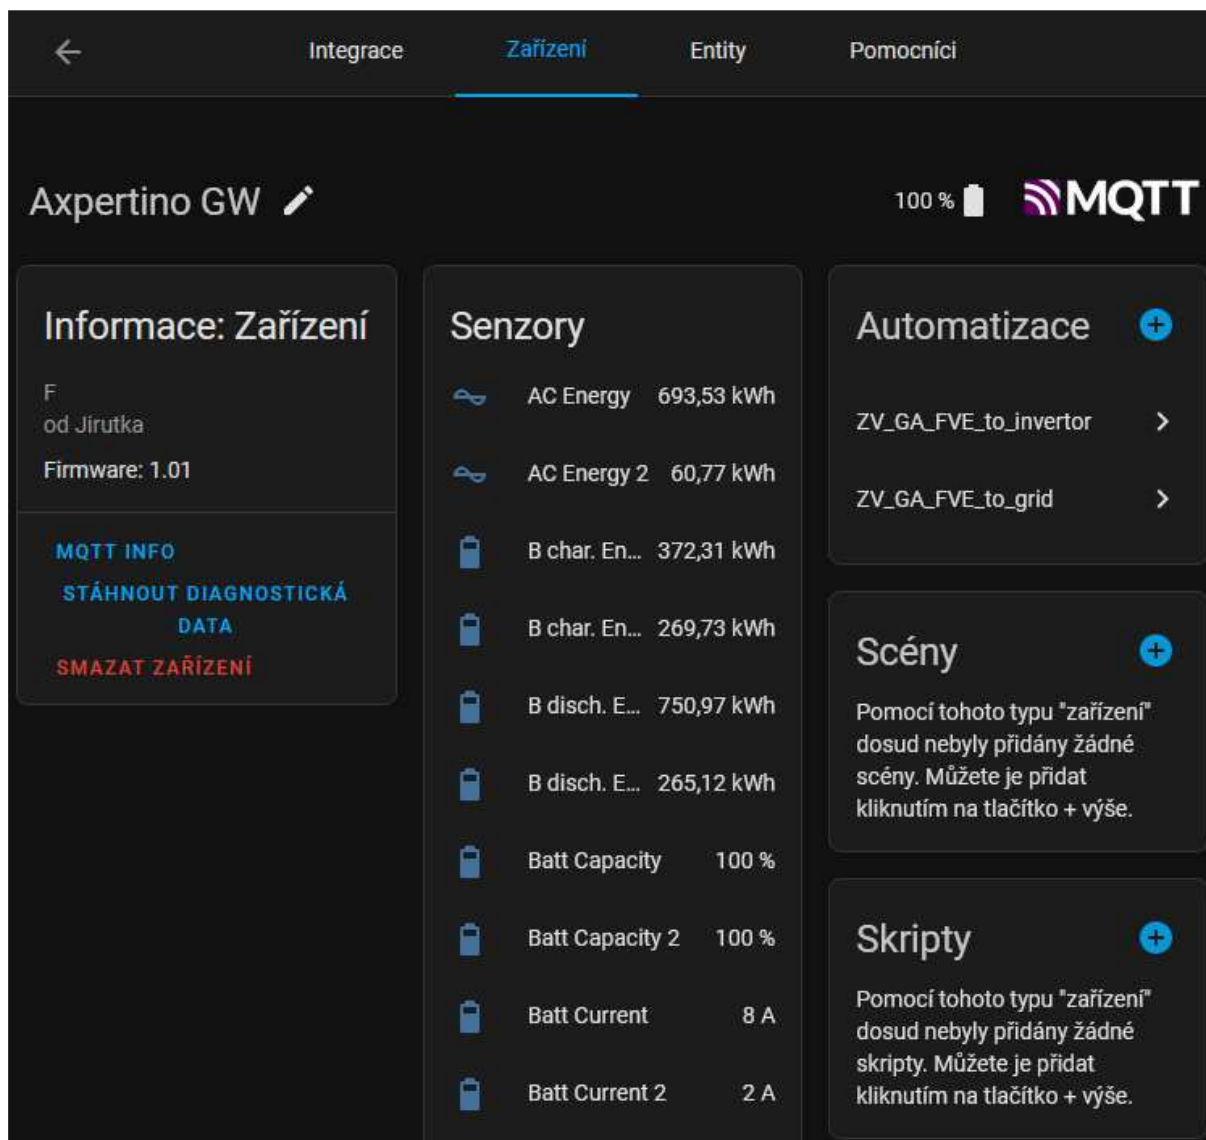 Integrace Zařízení Entity Pomocníci
Axpertino GW
100 %
MQTT
Informace: Zařízení
F
od Jirutka
Firmware: 1.01
MQTT INFO
STÁHNOUT DIAGNOSTICKÁ
DATA
SMAZAT ZAŘÍZENÍ
Senzory
AC Energy 693,53 kWh
AC Energy 2 60,77 kWh
B char. En... 372,31 kWh
B char. En... 269,73 kWh
B disch. E... 750,97 kWh
B disch. E... 265,12 kWh
Batt Capacity 100 %
Batt Capacity 2 100 %
Batt Current 8 A
Batt Current 2 2 A
Automatizace
ZV_GA_FVE_to_invertor
ZV_GA_FVE_to_grid
Scény
Pomocí tohoto typu "zařízení"
dosud nebyly přidány žádné
scény. Můžete je přidat
kliknutím na tlačítko + výše.
Skripty
Pomocí tohoto typu "zařízení"
dosud nebyly přidány žádné
skripty. Můžete je přidat
kliknutím na tlačítko + výše.